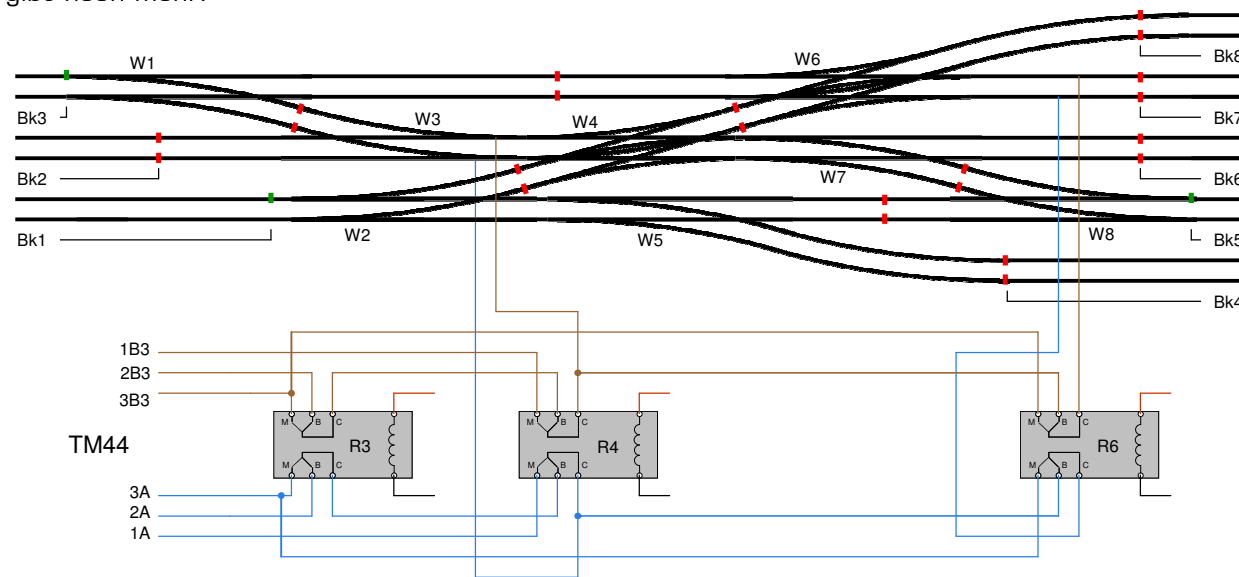 W1
W6
Bk8
Bk3
W3
W4
Bk7
Bk2
W7
Bk6
Bk1
W2
W5
W8
Bk5
Bk4
1B3
2B3
3B3
TM44
M B C
R3
M B C
M B C
R4
M B C
M B C
R6
M B C
3A
2A
1A